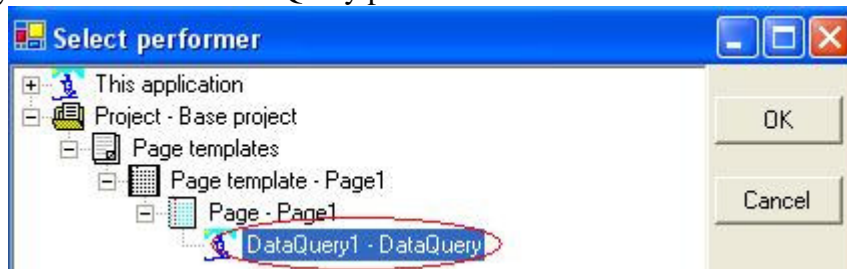 Select performer
This application
Project - Base project
OK
Page templates
Page template - Page1
Cancel
Page - Page1
DataQuery1 - DataQuery